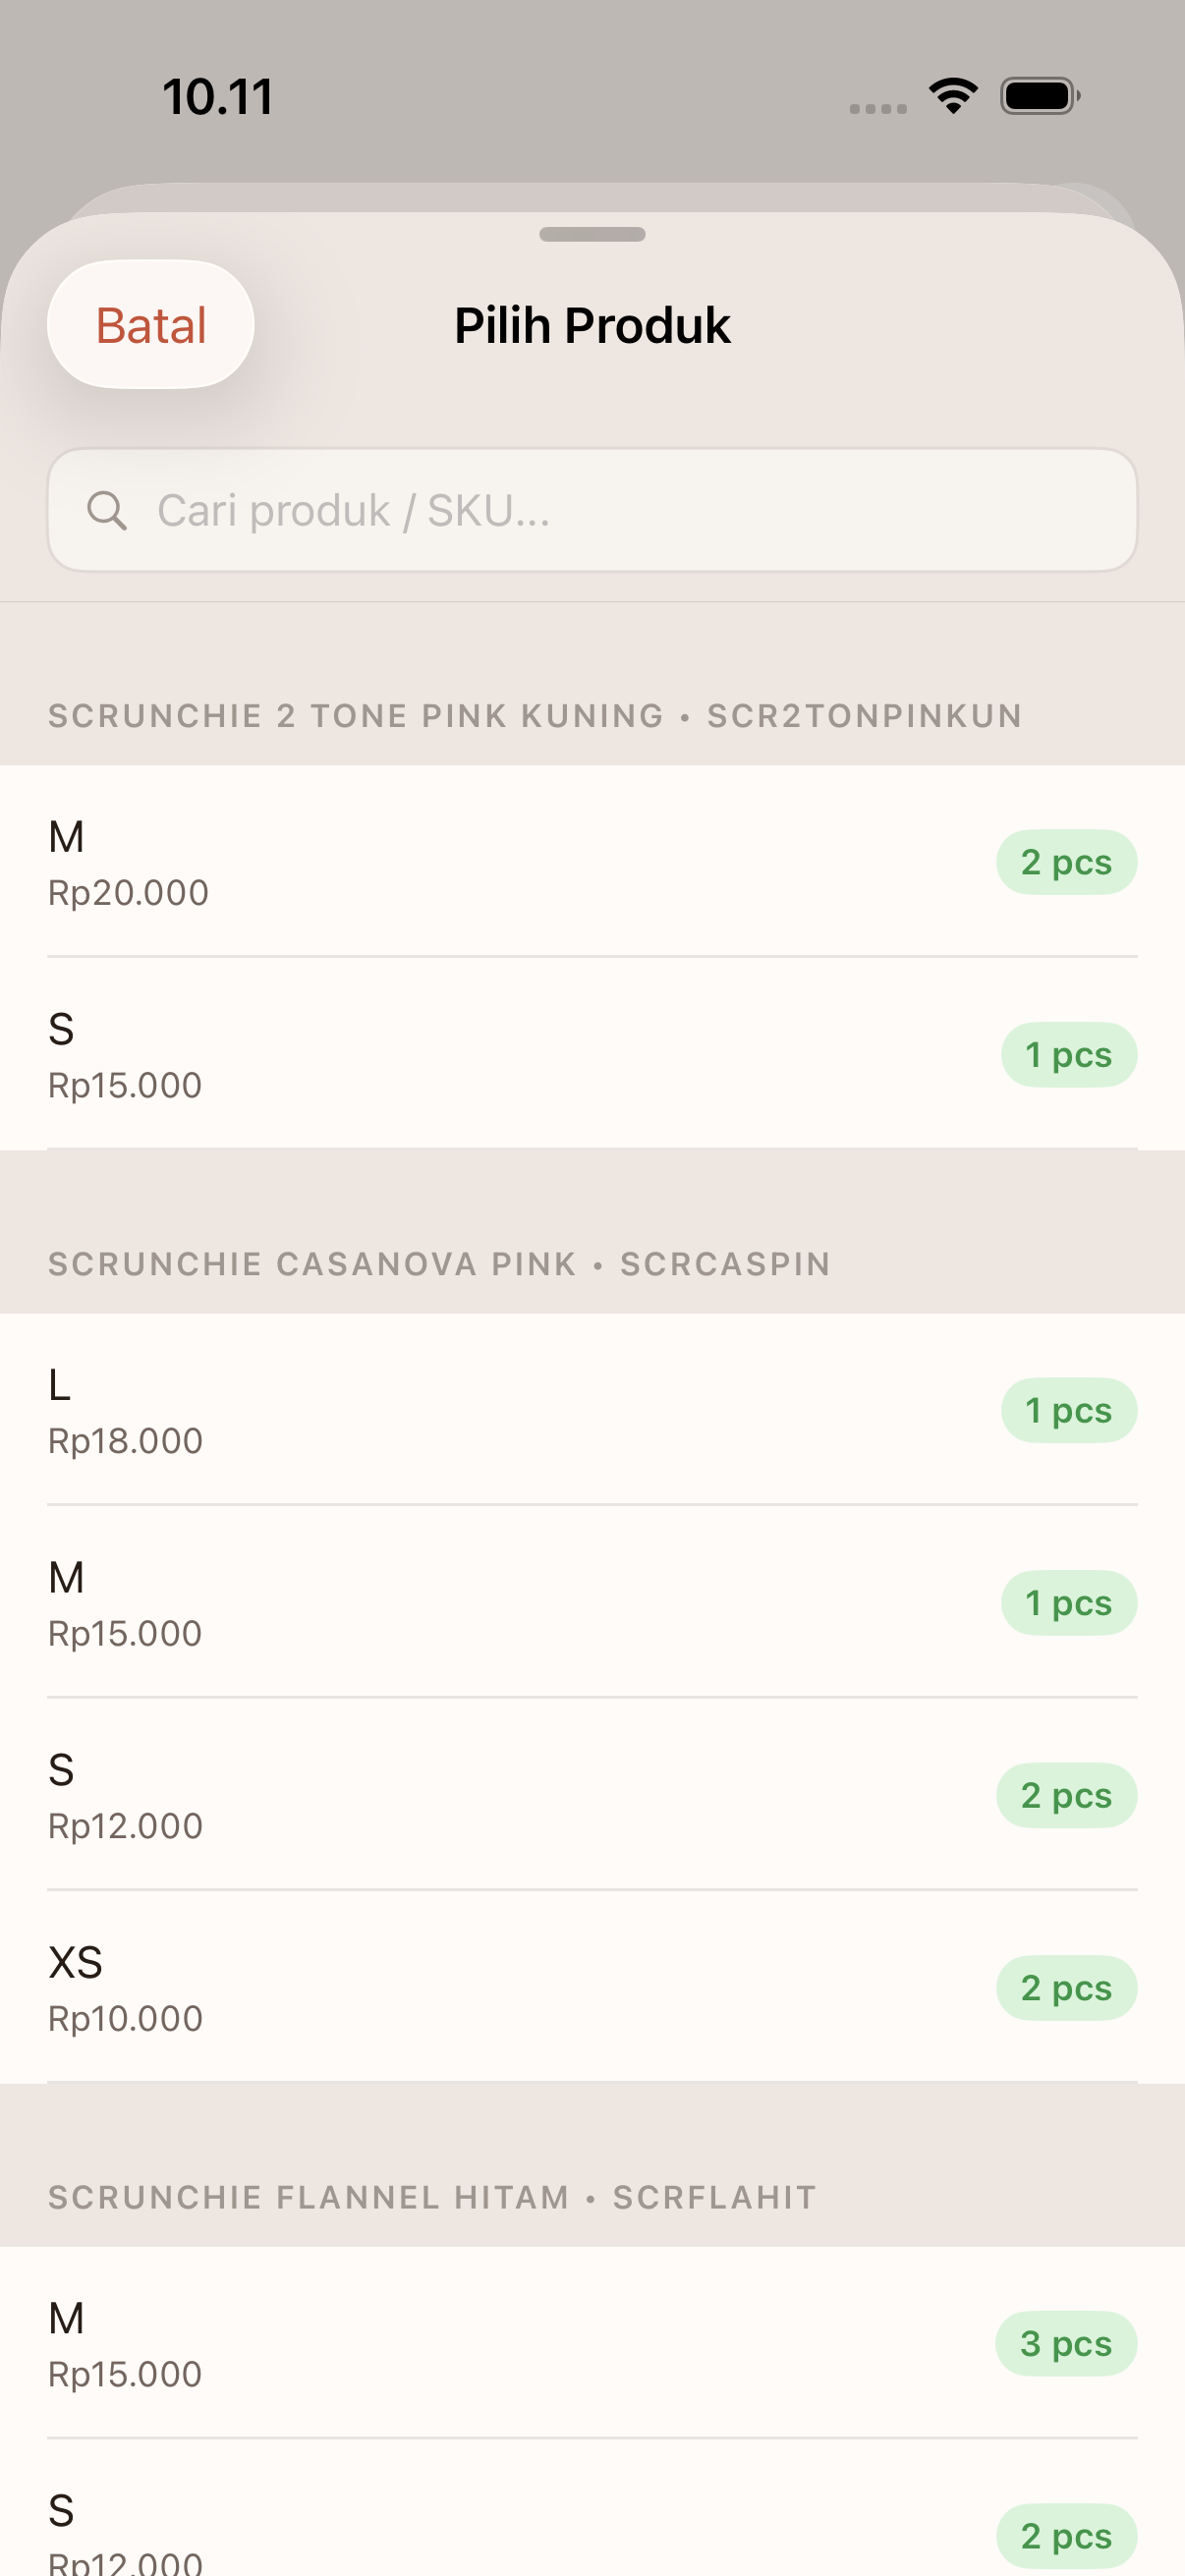 10.11
Batal
Pilih Produk
Cari produk / SKU...
SCRUNCHIE 2 TONE PINK KUNING • SCR2TONPINKUN
M
Rp20.000
2 pcs
S
Rp15.000
1 pcs
SCRUNCHIE CASANOVA PINK • SCRCASPIN
L
Rp18.000
1 pcs
M
Rp15.000
1 pcs
S
Rp12.000
2 pcs
XS
Rp10.000
2 pcs
SCRUNCHIE FLANNEL HITAM • SCRFLAHIT
M
Rp15.000
3 pcs
S
Rp12.000
2 pcs